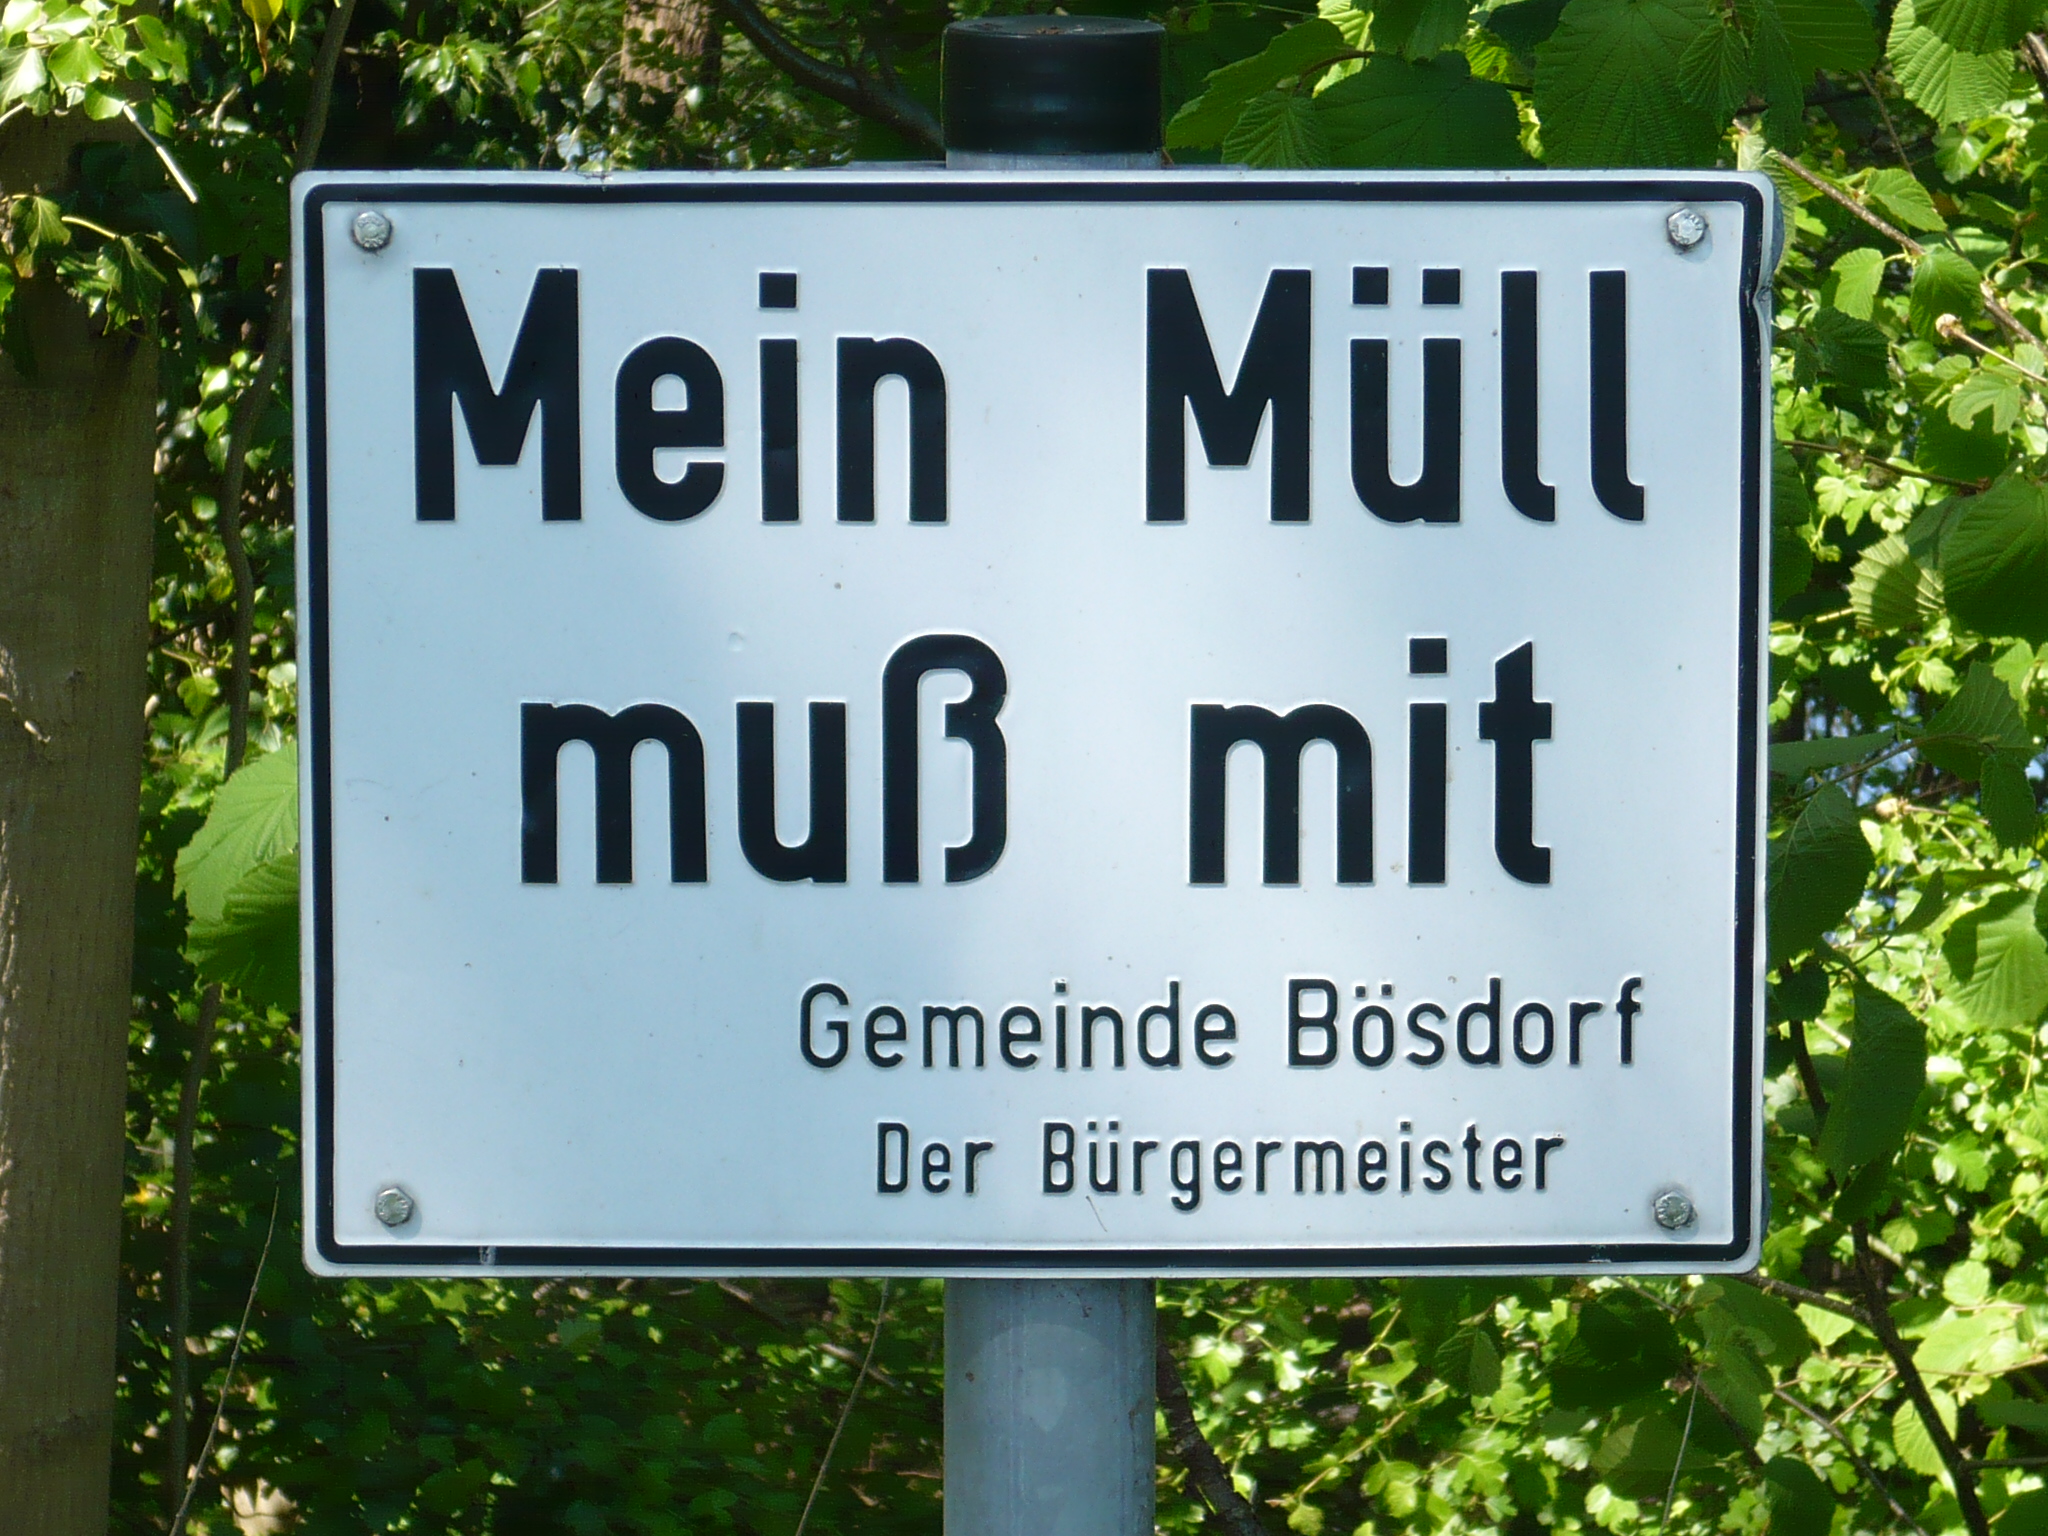 Mein Müll
muß mit
Gemeinde Bösdorf
Der Bürgermeister